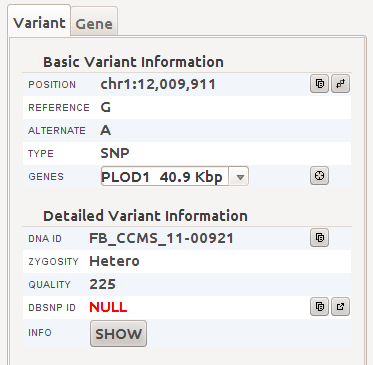 Variant Gene
Basic Variant Information
POSITION chr1:12,009,911
REFERENCE G
ALTERNATE A
TYPE SNP
GENES PLOD1 40.9 Kbp
Detailed Variant Information
DNA ID FB_CCMS_11-00921
ZYGOSITY Hetero
QUALITY 225
DBSNP ID NULL
INFO SHOW